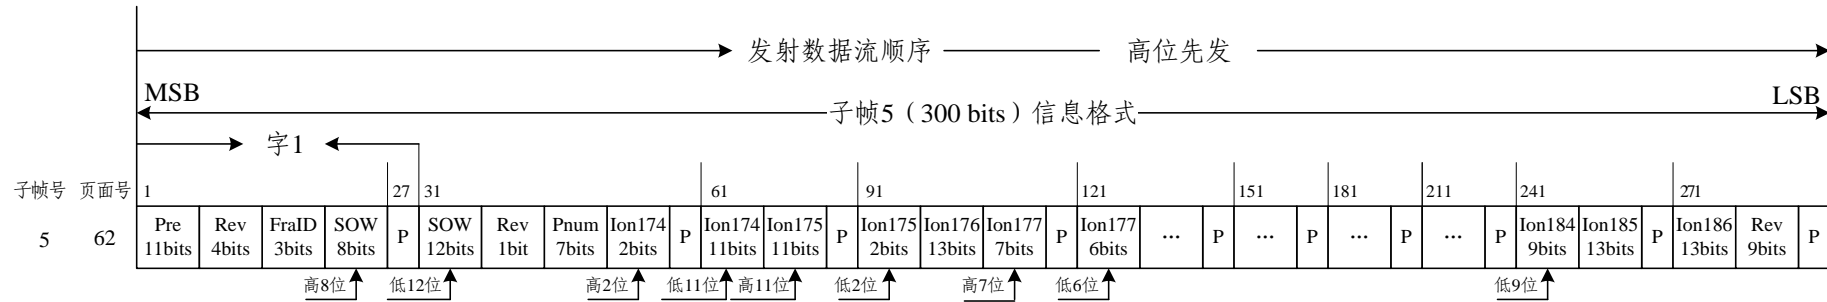 发射数据流顺序 高位先发
MSB LSB
子帧5（300 bits）信息格式
字1
子帧号 页面号 1 27 31 61 91 121 151 181 211 241 271
5 62
Pre
11bits
Rev
4bits
FraID
3bits
SOW
8bits
P
SOW
12bits
Rev
1bit
Pnum
7bits
Ion174
2bits
P
Ion174
11bits
Ion175
11bits
P
Ion175
2bits
Ion176
13bits
Ion177
7bits
P
Ion177
6bits
...
P
...
P
...
P
...
P
Ion184
9bits
Ion185
13bits
P
Ion186
13bits
Rev
9bits
P
高8位 低12位 高2位 低11位 高11位 低2位 高7位 低6位 低9位